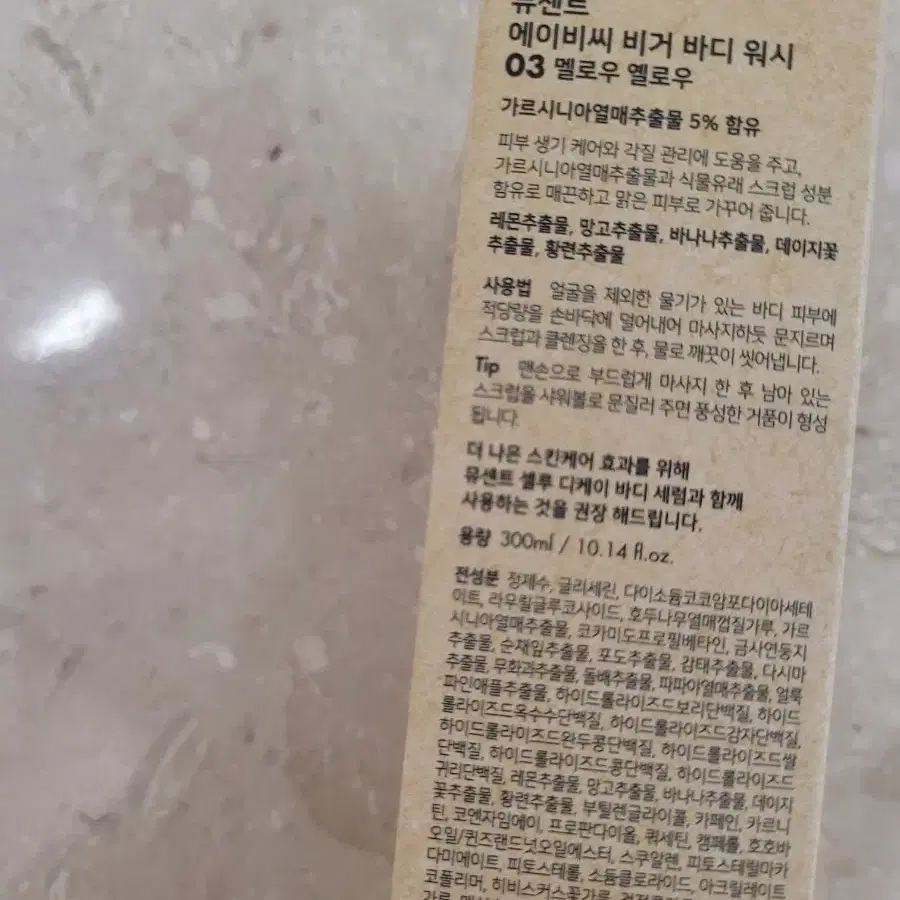 뮤센트
에이비씨 비거 바디 워시
03 멜로우 옐로우
가르시니아열매추출물 5% 함유
피부 생기 케어와 각질 관리에 도움을 주고,
가르시니아열매추출물과 식물유래 스크럽 성분
함유로 매끈하고 맑은 피부로 가꾸어 줍니다.
레몬추출물, 망고추출물, 바나나추출물, 데이지꽃
추출물, 황련추출물
사용법 얼굴을 제외한 물기가 있는 바디 피부에
적당량을 손바닥에 덜어내어 마사지하듯 문지르며
스크럽과 클렌징을 한 후, 물로 깨끗이 씻어냅니다.
Tip 맨손으로 부드럽게 마사지 한 후 남아 있는
스크럽을 샤워볼로 문질러 주면 풍성한 거품이 형성
됩니다.
더 나은 스킨케어 효과를 위해
뮤센트 셀루 디케이 바디 세럼과 함께
사용하는 것을 권장 해드립니다.
용량 300ml / 10.14 fl.oz.
전성분 정제수, 글리세린, 다이소듐코코암포다이아세테
이트, 라우릴글루코사이드, 호두나무열매껍질가루, 가르
시니아열매추출물, 코카미도프로필베타인, 금사연둥지
추출물, 순채잎추출물, 포도추출물, 감태추출물, 다시마
추출물, 무화과추출물, 돌배추출물, 파파야열매추출물, 얼룩
파인애플추출물, 하이드롤라이즈드보리단백질, 하이드
롤라이즈드옥수수단백질, 하이드롤라이즈드감자단백질,
하이드롤라이즈드완두콩단백질, 하이드롤라이즈드쌀
단백질, 하이드롤라이즈드콩단백질, 하이드롤라이즈드
귀리단백질, 레몬추출물, 망고추출물, 바나나추출물, 데이지
꽃추출물, 황련추출물, 부틸렌글라이콜, 카페인, 카르니
틴, 코엔자임에이, 프로판다이올, 쿼세틴, 캠페롤, 호호바
오일/퀸즈랜드넛오일에스터, 스쿠알렌, 피토스테릴마카
다미에이트, 피토스테롤, 소듐클로라이드, 아크릴레이트
코폴리머, 히비스커스꽃가루,